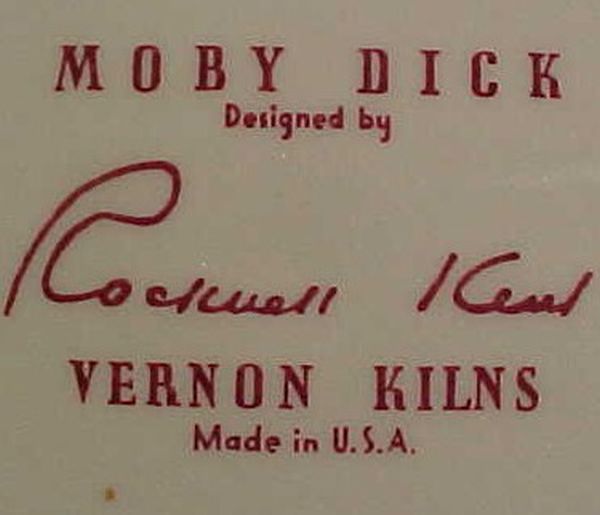 MOBY DICK
Designed by
Rockwell Kent
VERNON KILNS
Made in U.S.A.